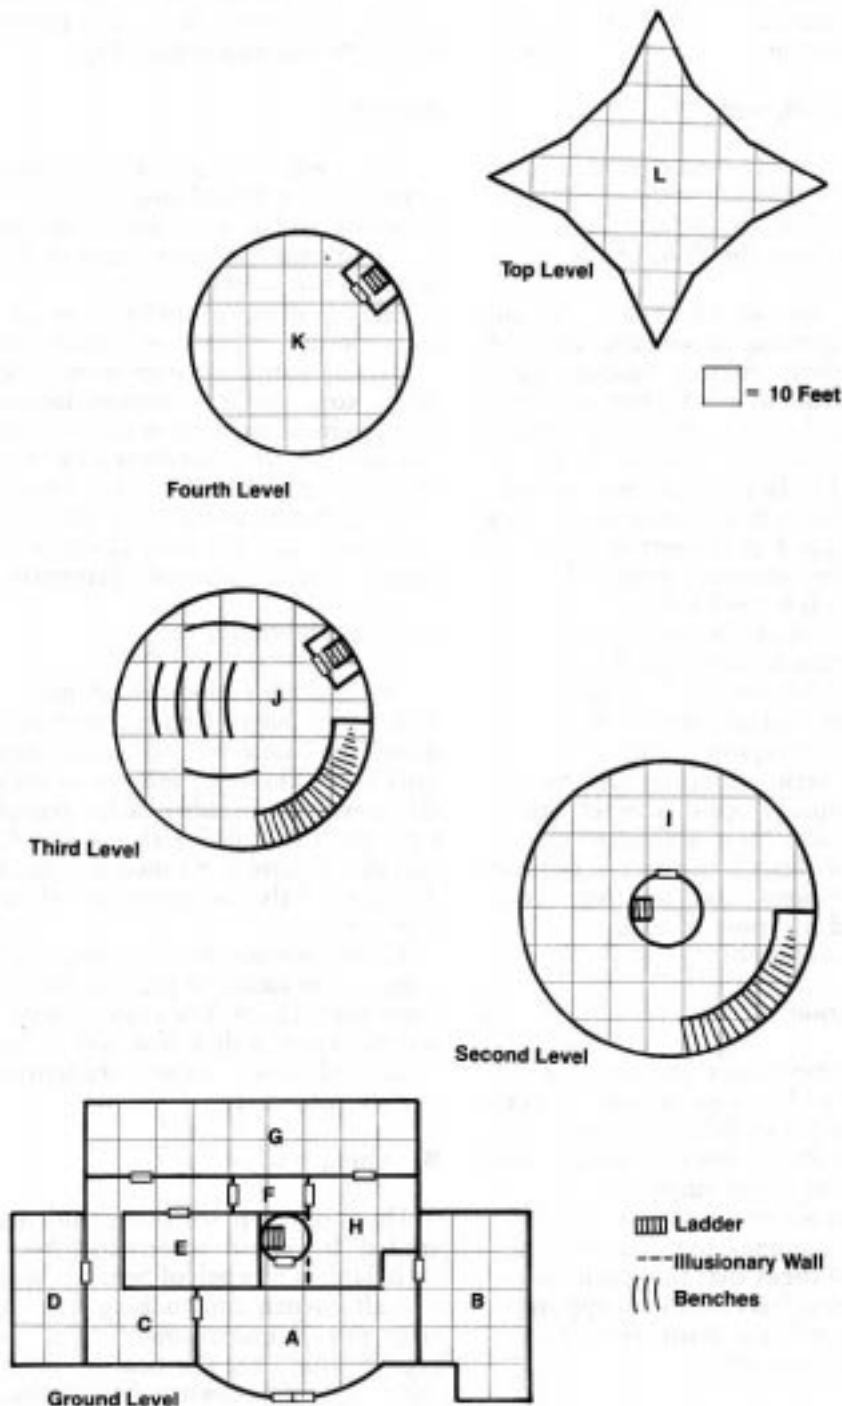 L
Top Level
= 10 Feet
K
Fourth Level
J
Third Level
I
Second Level
G
F
H
E
D
B
C
A
Ground Level
Ladder
Illusionary Wall
Benches